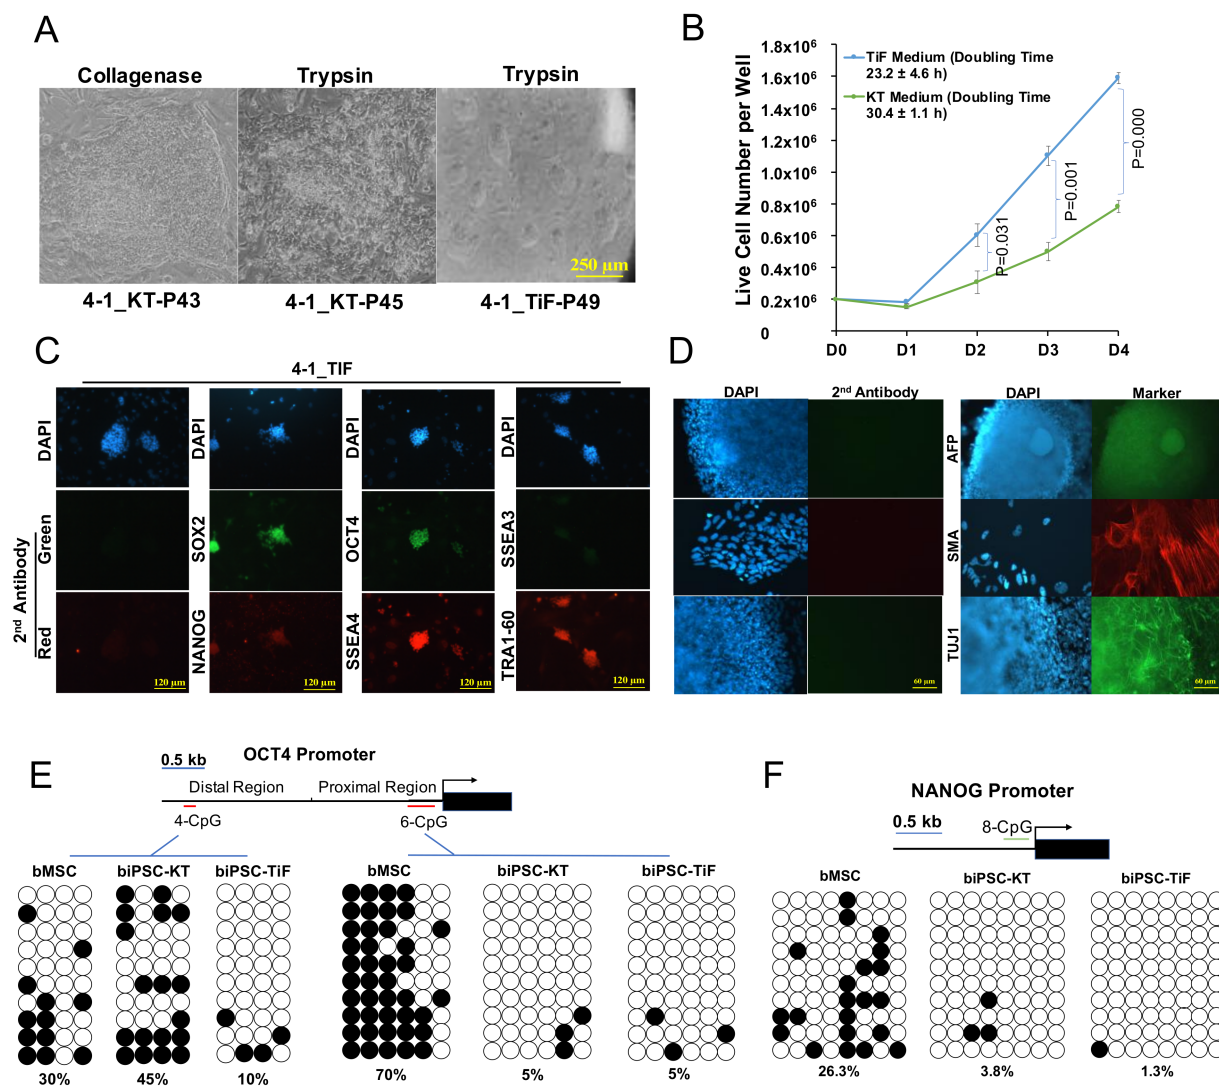 A
Collagenase
Trypsin
Trypsin
250 µm
4-1_KT-P43
4-1_KT-P45
4-1_TiF-P49
B
Live Cell Number per Well
1.8x10⁶
1.6x10⁶
1.4x10⁶
1.2x10⁶
1.0x10⁶
0.8x10⁶
0.6x10⁶
0.4x10⁶
0.2x10⁶
0
TiF Medium (Doubling Time
23.2 ± 4.6 h)
KT Medium (Doubling Time
30.4 ± 1.1 h)
P=0.031
P=0.001
P=0.000
D0
D1
D2
D3
D4
C
4-1_TIF
DAPI
DAPI
DAPI
DAPI
2ⁿᵈ Antibody
Green
SOX2
OCT4
SSEA3
Red
NANOG
SSEA4
TRA1-60
120 µm
120 µm
120 µm
120 µm
D
DAPI
2ⁿᵈ Antibody
DAPI
Marker
AFP
SMA
TUJ1
60 µm
60 µm
E
0.5 kb
OCT4 Promoter
Distal Region
Proximal Region
4-CpG
6-CpG
bMSC
biPSC-KT
biPSC-TiF
bMSC
biPSC-KT
biPSC-TiF
30%
45%
10%
70%
5%
5%
F
NANOG Promoter
0.5 kb
8-CpG
bMSC
biPSC-KT
biPSC-TiF
26.3%
3.8%
1.3%